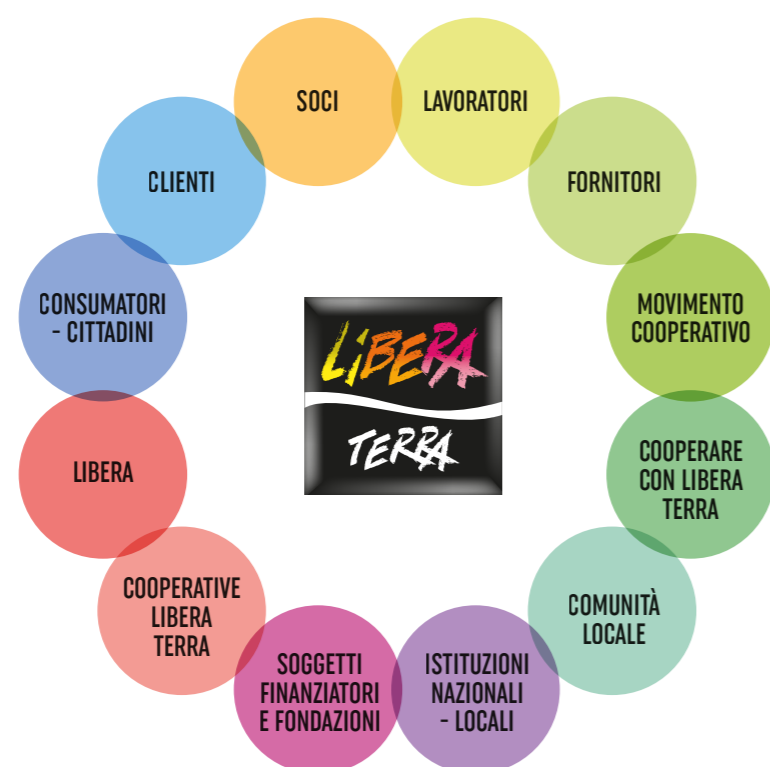 SOCI
LAVORATORI
FORNITORI
MOVIMENTO
COOPERATIVO
COOPERARE
CON LIBERA
TERRA
COMUNITÀ
LOCALE
ISTITUZIONI
NAZIONALI
- LOCALI
SOGGETTI
FINANZIATORI
E FONDAZIONI
COOPERATIVE
LIBERA
TERRA
LIBERA
CONSUMATORI
- CITTADINI
CLIENTI
LIBERA
TERRA